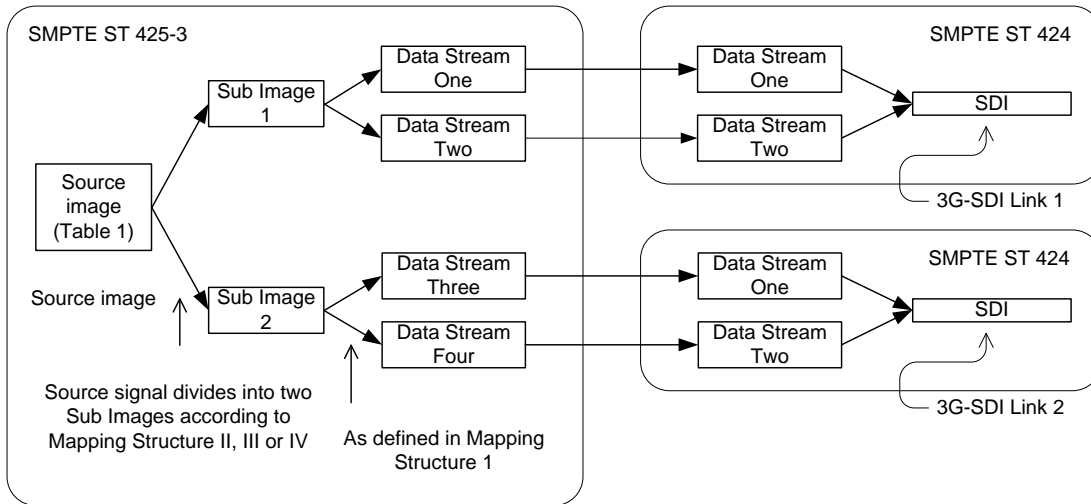 SMPTE ST 425-3
Source
image
(Table 1)
Source image
Sub Image
1
Sub Image
2
Data Stream
One
Data Stream
Two
Data Stream
Three
Data Stream
Four
Source signal divides into two
Sub Images according to
Mapping Structure II, III or IV
As defined in Mapping
Structure 1
SMPTE ST 424
Data Stream
One
Data Stream
Two
SDI
3G-SDI Link 1
SMPTE ST 424
Data Stream
One
Data Stream
Two
SDI
3G-SDI Link 2